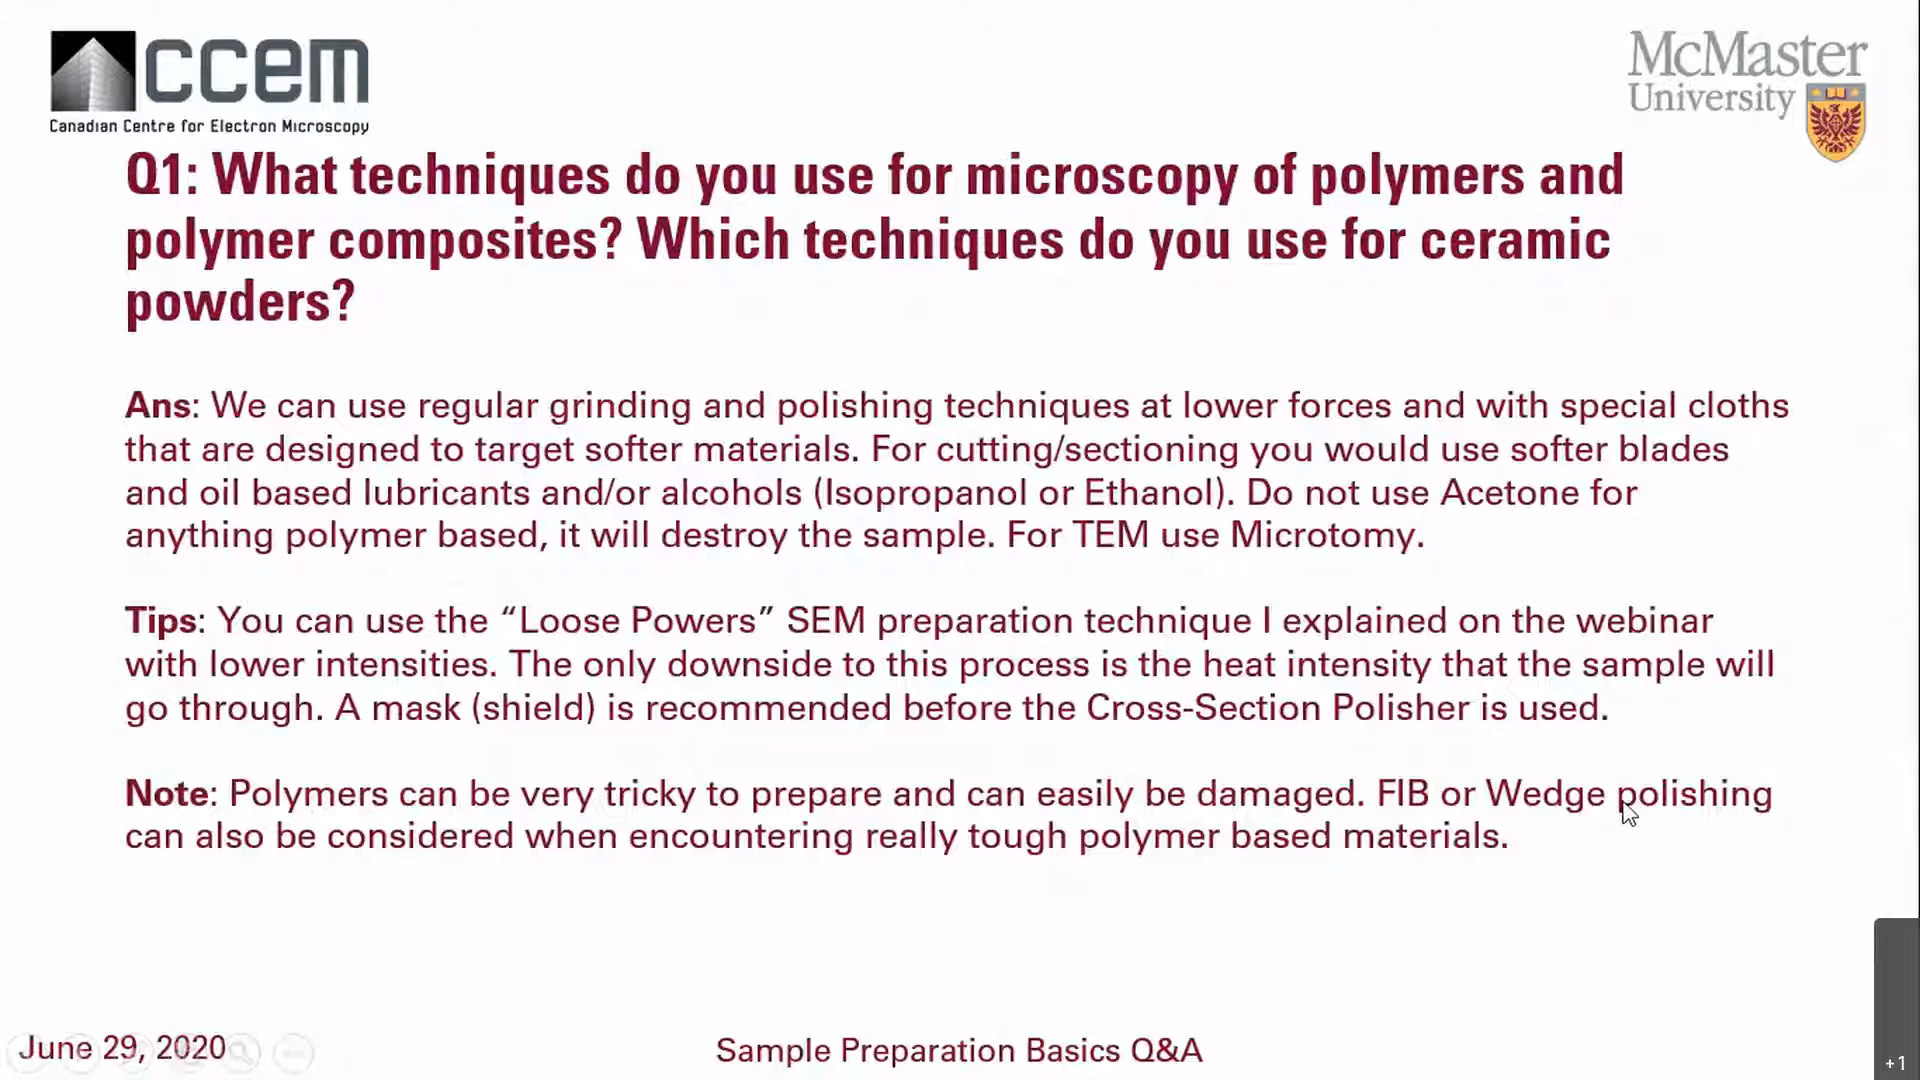 ccem
Canadian Centre for Electron Microscopy
McMaster
University
Q1: What techniques do you use for microscopy of polymers and
polymer composites? Which techniques do you use for ceramic
powders?
Ans: We can use regular grinding and polishing techniques at lower forces and with special cloths
that are designed to target softer materials. For cutting/sectioning you would use softer blades
and oil based lubricants and/or alcohols (Isopropanol or Ethanol). Do not use Acetone for
anything polymer based, it will destroy the sample. For TEM use Microtomy.
Tips: You can use the “Loose Powers” SEM preparation technique I explained on the webinar
with lower intensities. The only downside to this process is the heat intensity that the sample will
go through. A mask (shield) is recommended before the Cross-Section Polisher is used.
Note: Polymers can be very tricky to prepare and can easily be damaged. FIB or Wedge polishing
can also be considered when encountering really tough polymer based materials.
June 29, 2020
Sample Preparation Basics Q&A
+1